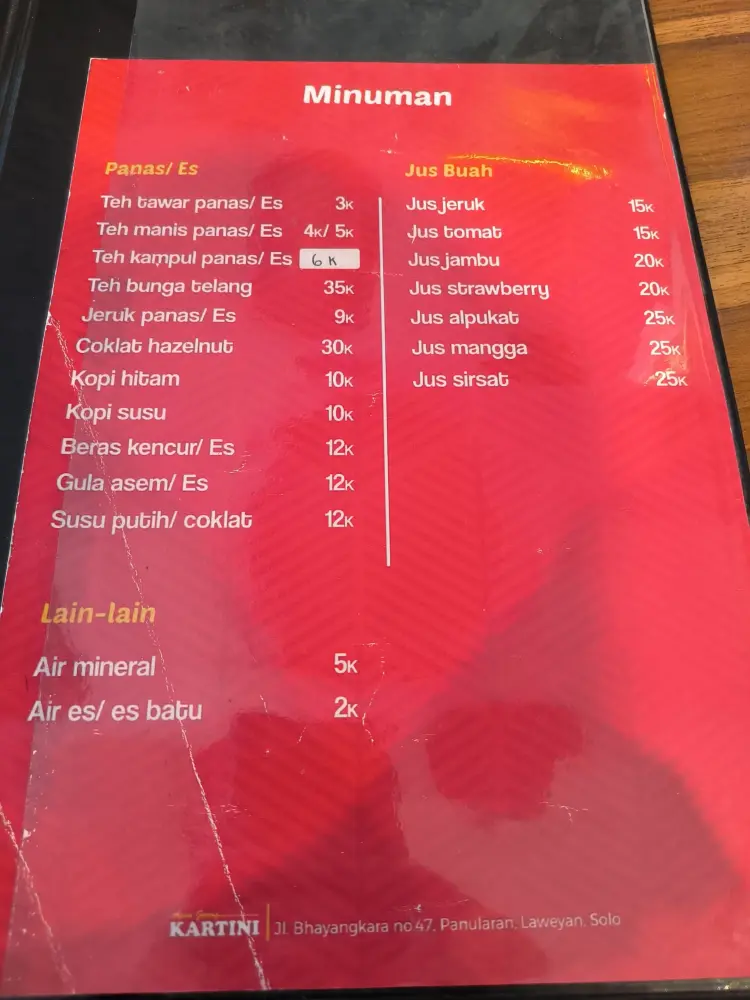 Minuman
Panas/ Es
Teh tawar panas/ Es 3K
Teh manis panas/ Es 4K/ 5K
Teh kampul panas/ Es 6 K
Teh bunga telang 35K
Jeruk panas/ Es 9K
Coklat hazelnut 30K
Kopi hitam 10K
Kopi susu 10K
Beras kencur/ Es 12K
Gula asem/ Es 12K
Susu putih/ coklat 12K
Jus Buah
Jus jeruk 15K
Jus tomat 15K
Jus jambu 20K
Jus strawberry 20K
Jus alpukat 25K
Jus mangga 25K
Jus sirsat 25K
Lain-lain
Air mineral 5K
Air es/ es batu 2K
KARTINI
Jl. Bhayangkara no 47, Panularan, Laweyan, Solo